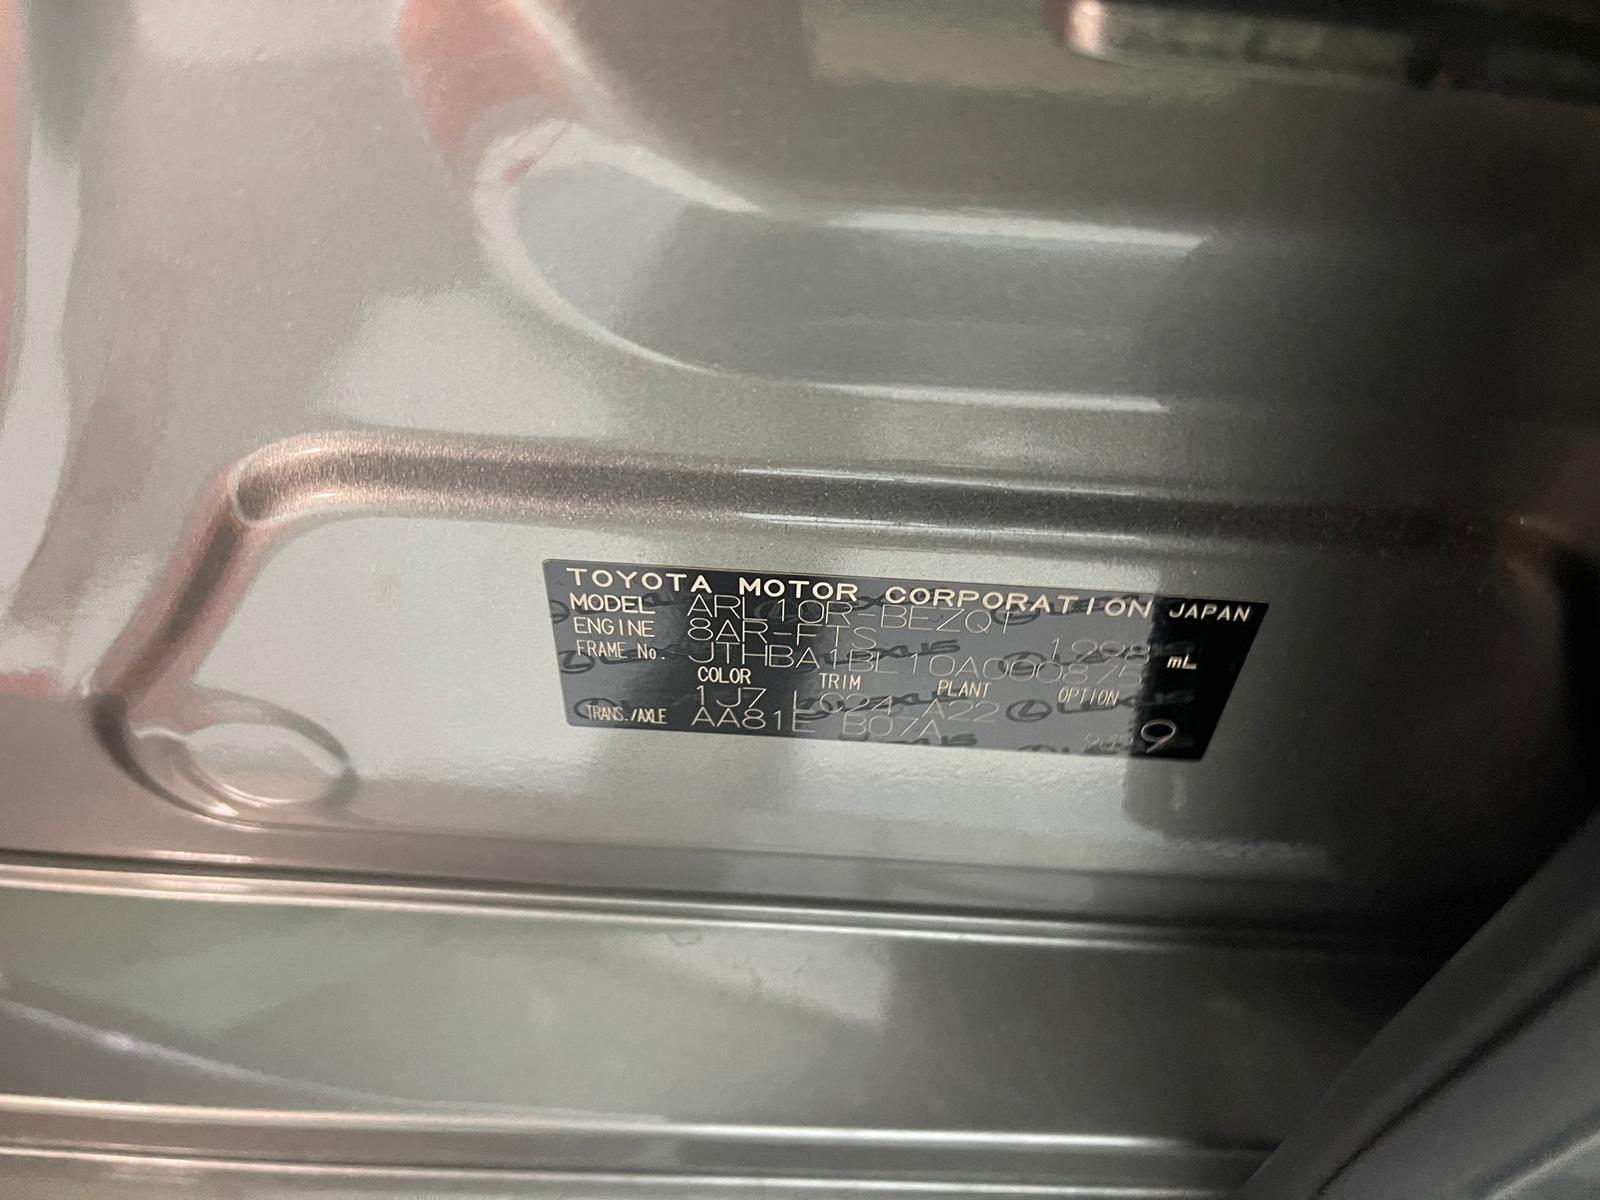 TOYOTA MOTOR CORPORATION JAPAN
MODEL ARL10R-BEZQT
ENGINE 8AR-FTS 1,998 mL
FRAME No.
COLOR TRIM PLANT OPTION
1J7 LC24 A22
TRANS./AXLE AA81E B07A
9